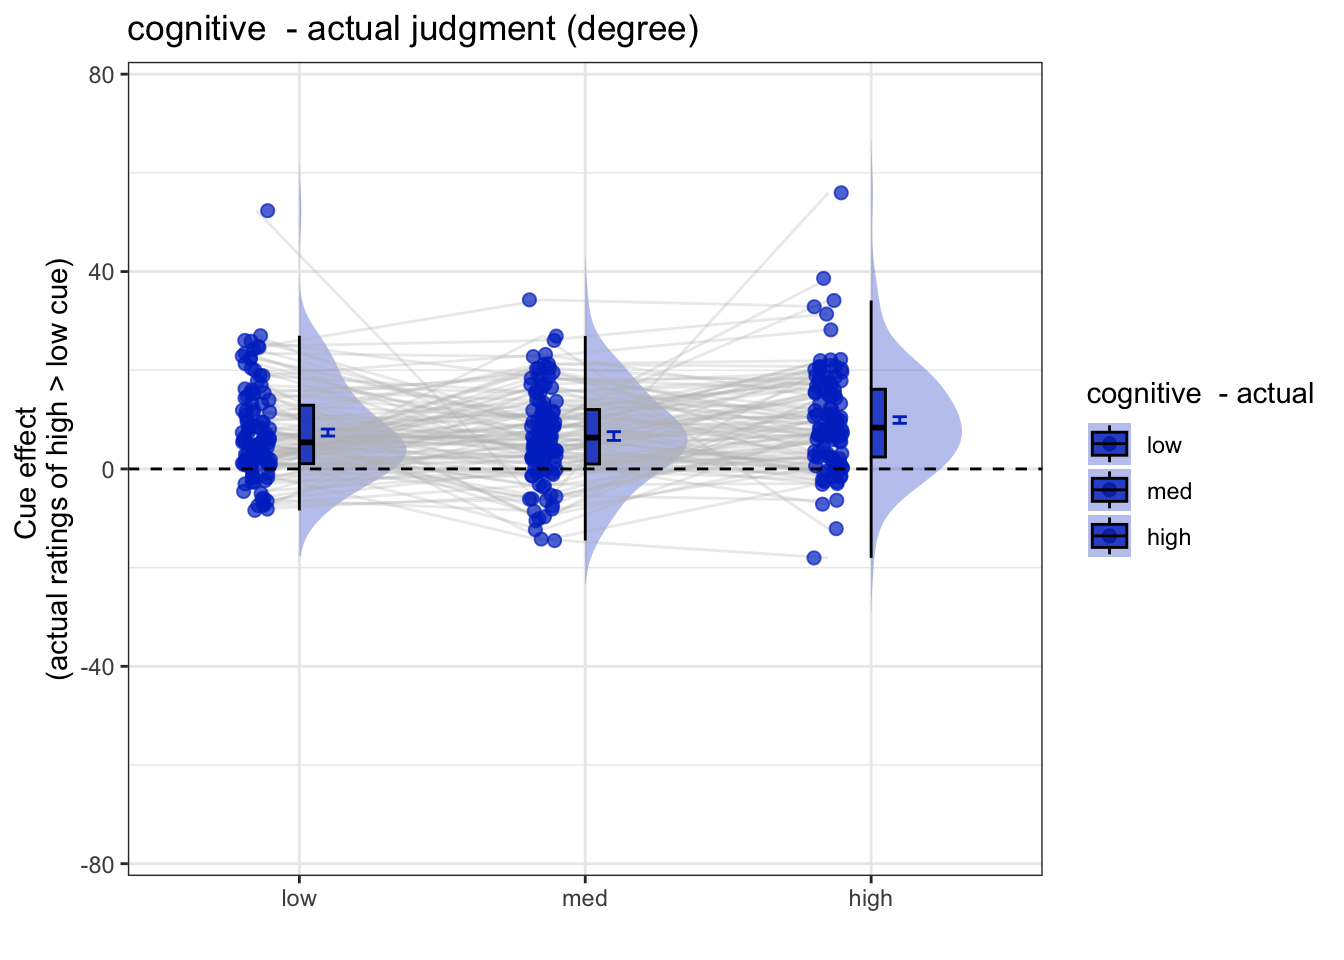 cognitive  - actual judgment (degree)
80
40
0
-40
-80
Cue effect
(actual ratings of high > low cue)
low
med
high
cognitive  - actual
low
med
high